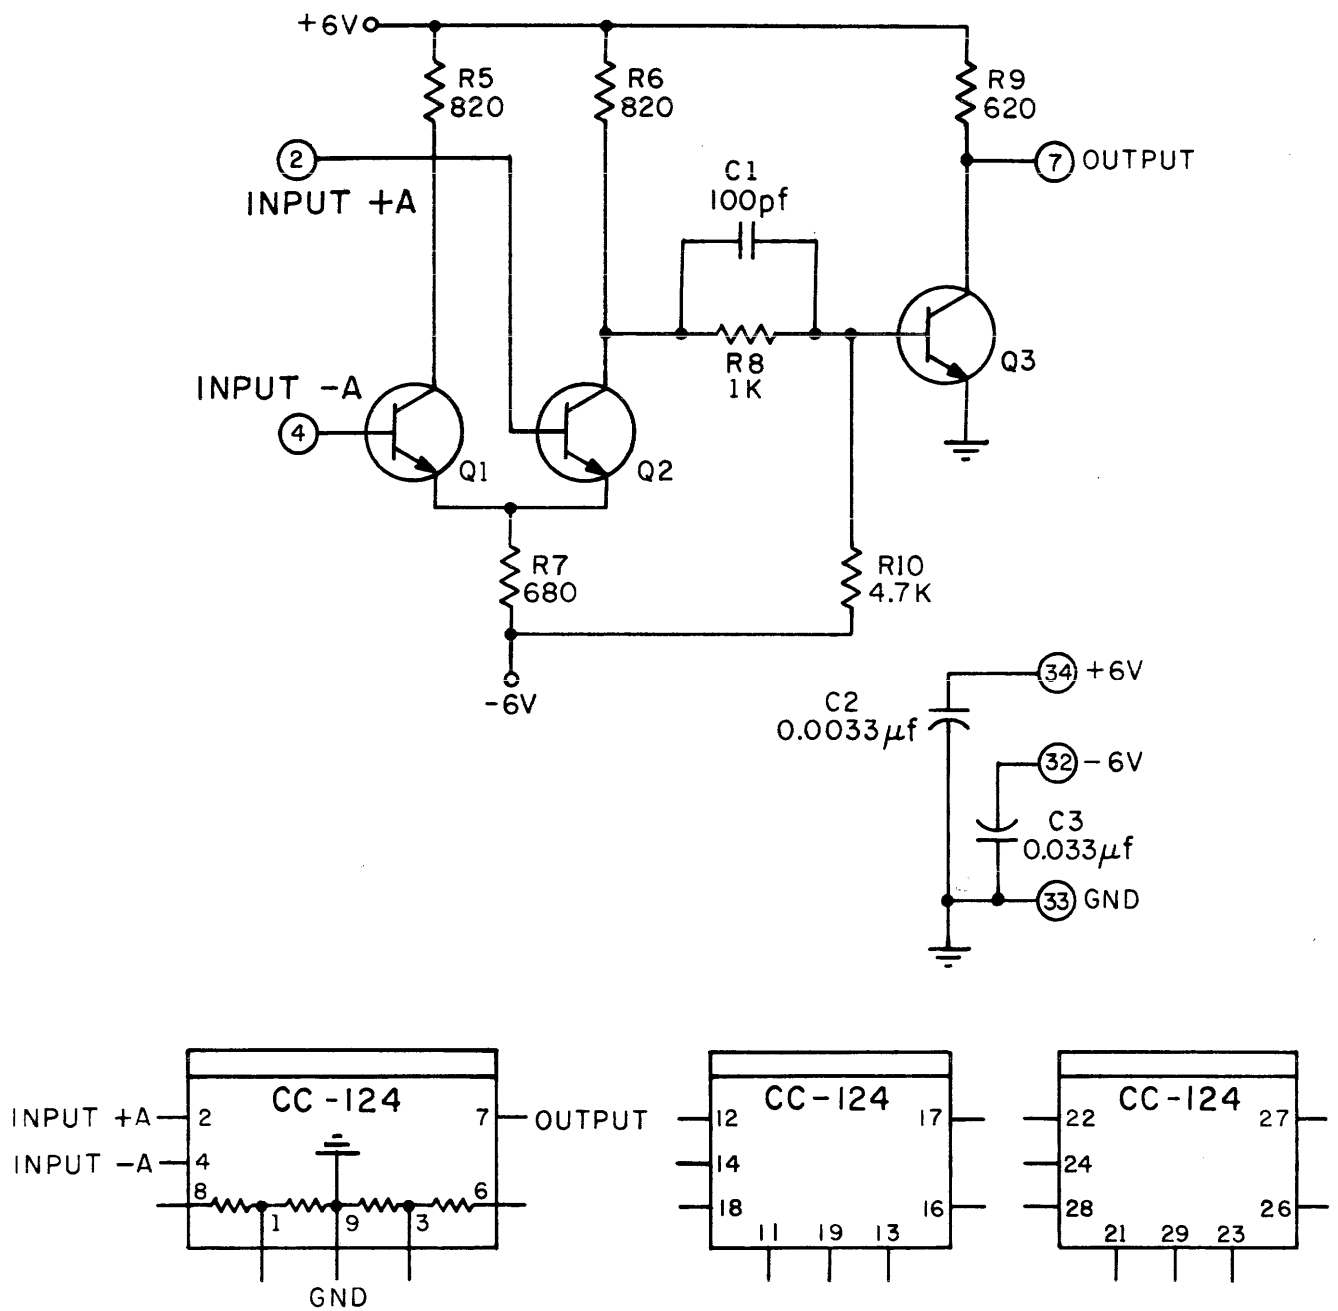 +6V
R5
820
R6
820
R9
620
2
INPUT +A
7 OUTPUT
C1
100pf
R8
1K
Q3
INPUT -A
4
Q1
Q2
R7
680
R10
4.7K
-6V
34 +6V
C2
0.0033μf
32 -6V
C3
0.033μf
33 GND
CC-124
INPUT +A 2
7 OUTPUT
INPUT -A 4
8
6
1
9
3
GND
CC-124
12
17
14
18
16
11
19
13
CC-124
22
27
24
28
26
21
29
23